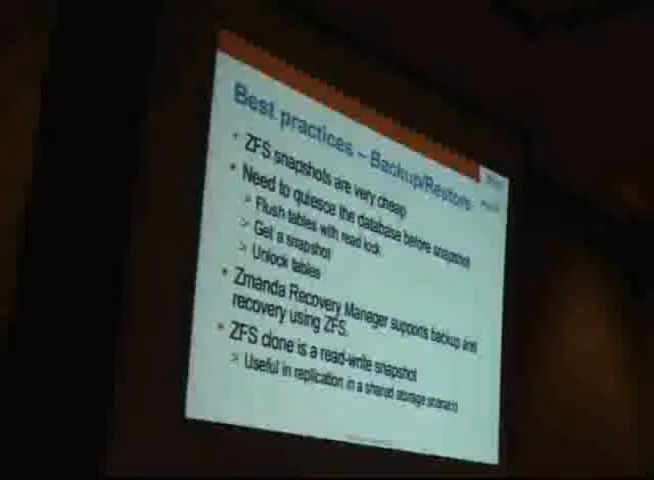 Best practices – Backup/Restore
• ZFS snapshots are very cheap
• Need to quiesce the database before snapshot
> Flush tables with read lock
> Get a snapshot
> Unlock tables
• Zmanda Recovery Manager supports backup and
recovery using ZFS.
• ZFS clone is a read-write snapshot
> Useful in replication in a shared storage scenario